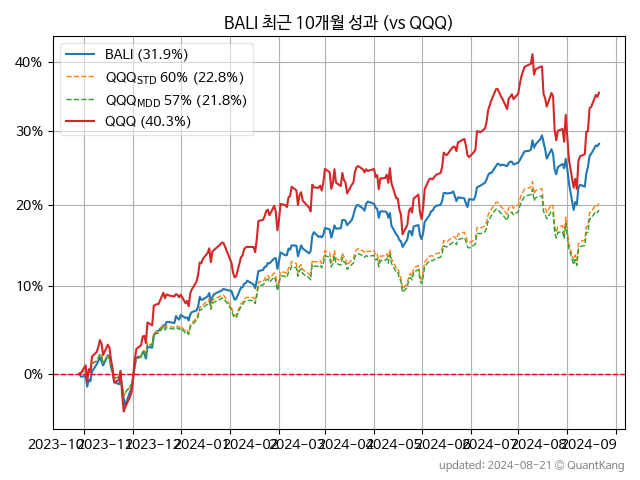 BALI 최근 10개월 성과 (vs QQQ)
BALI (31.9%)
QQQSTD 60% (22.8%)
QQQMDD 57% (21.8%)
QQQ (40.3%)
40%
30%
20%
10%
0%
2023-10 2023-11 2023-12 2024-01 2024-02 2024-03 2024-04 2024-05 2024-06 2024-07 2024-08 2024-09
updated: 2024-08-21 © QuantKang